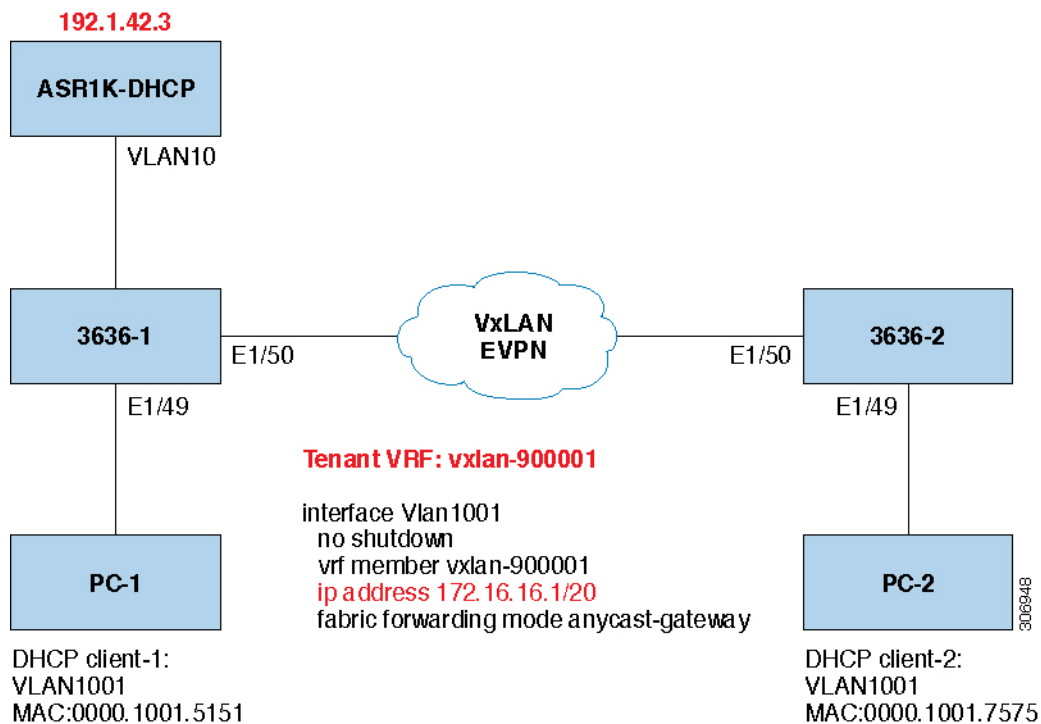 192.1.42.3
ASR1K-DHCP
VLAN10
3636-1
E1/50
E1/49
VxLAN
EVPN
E1/50
3636-2
E1/49
Tenant VRF: vxlan-900001
interface Vlan1001
no shutdown
vrf member vxlan-900001
ip address 172.16.16.1/20
fabric forwarding mode anycast-gateway
PC-1
DHCP client-1:
VLAN1001
MAC:0000.1001.5151
PC-2
DHCP client-2:
VLAN1001
MAC:0000.1001.7575
306948